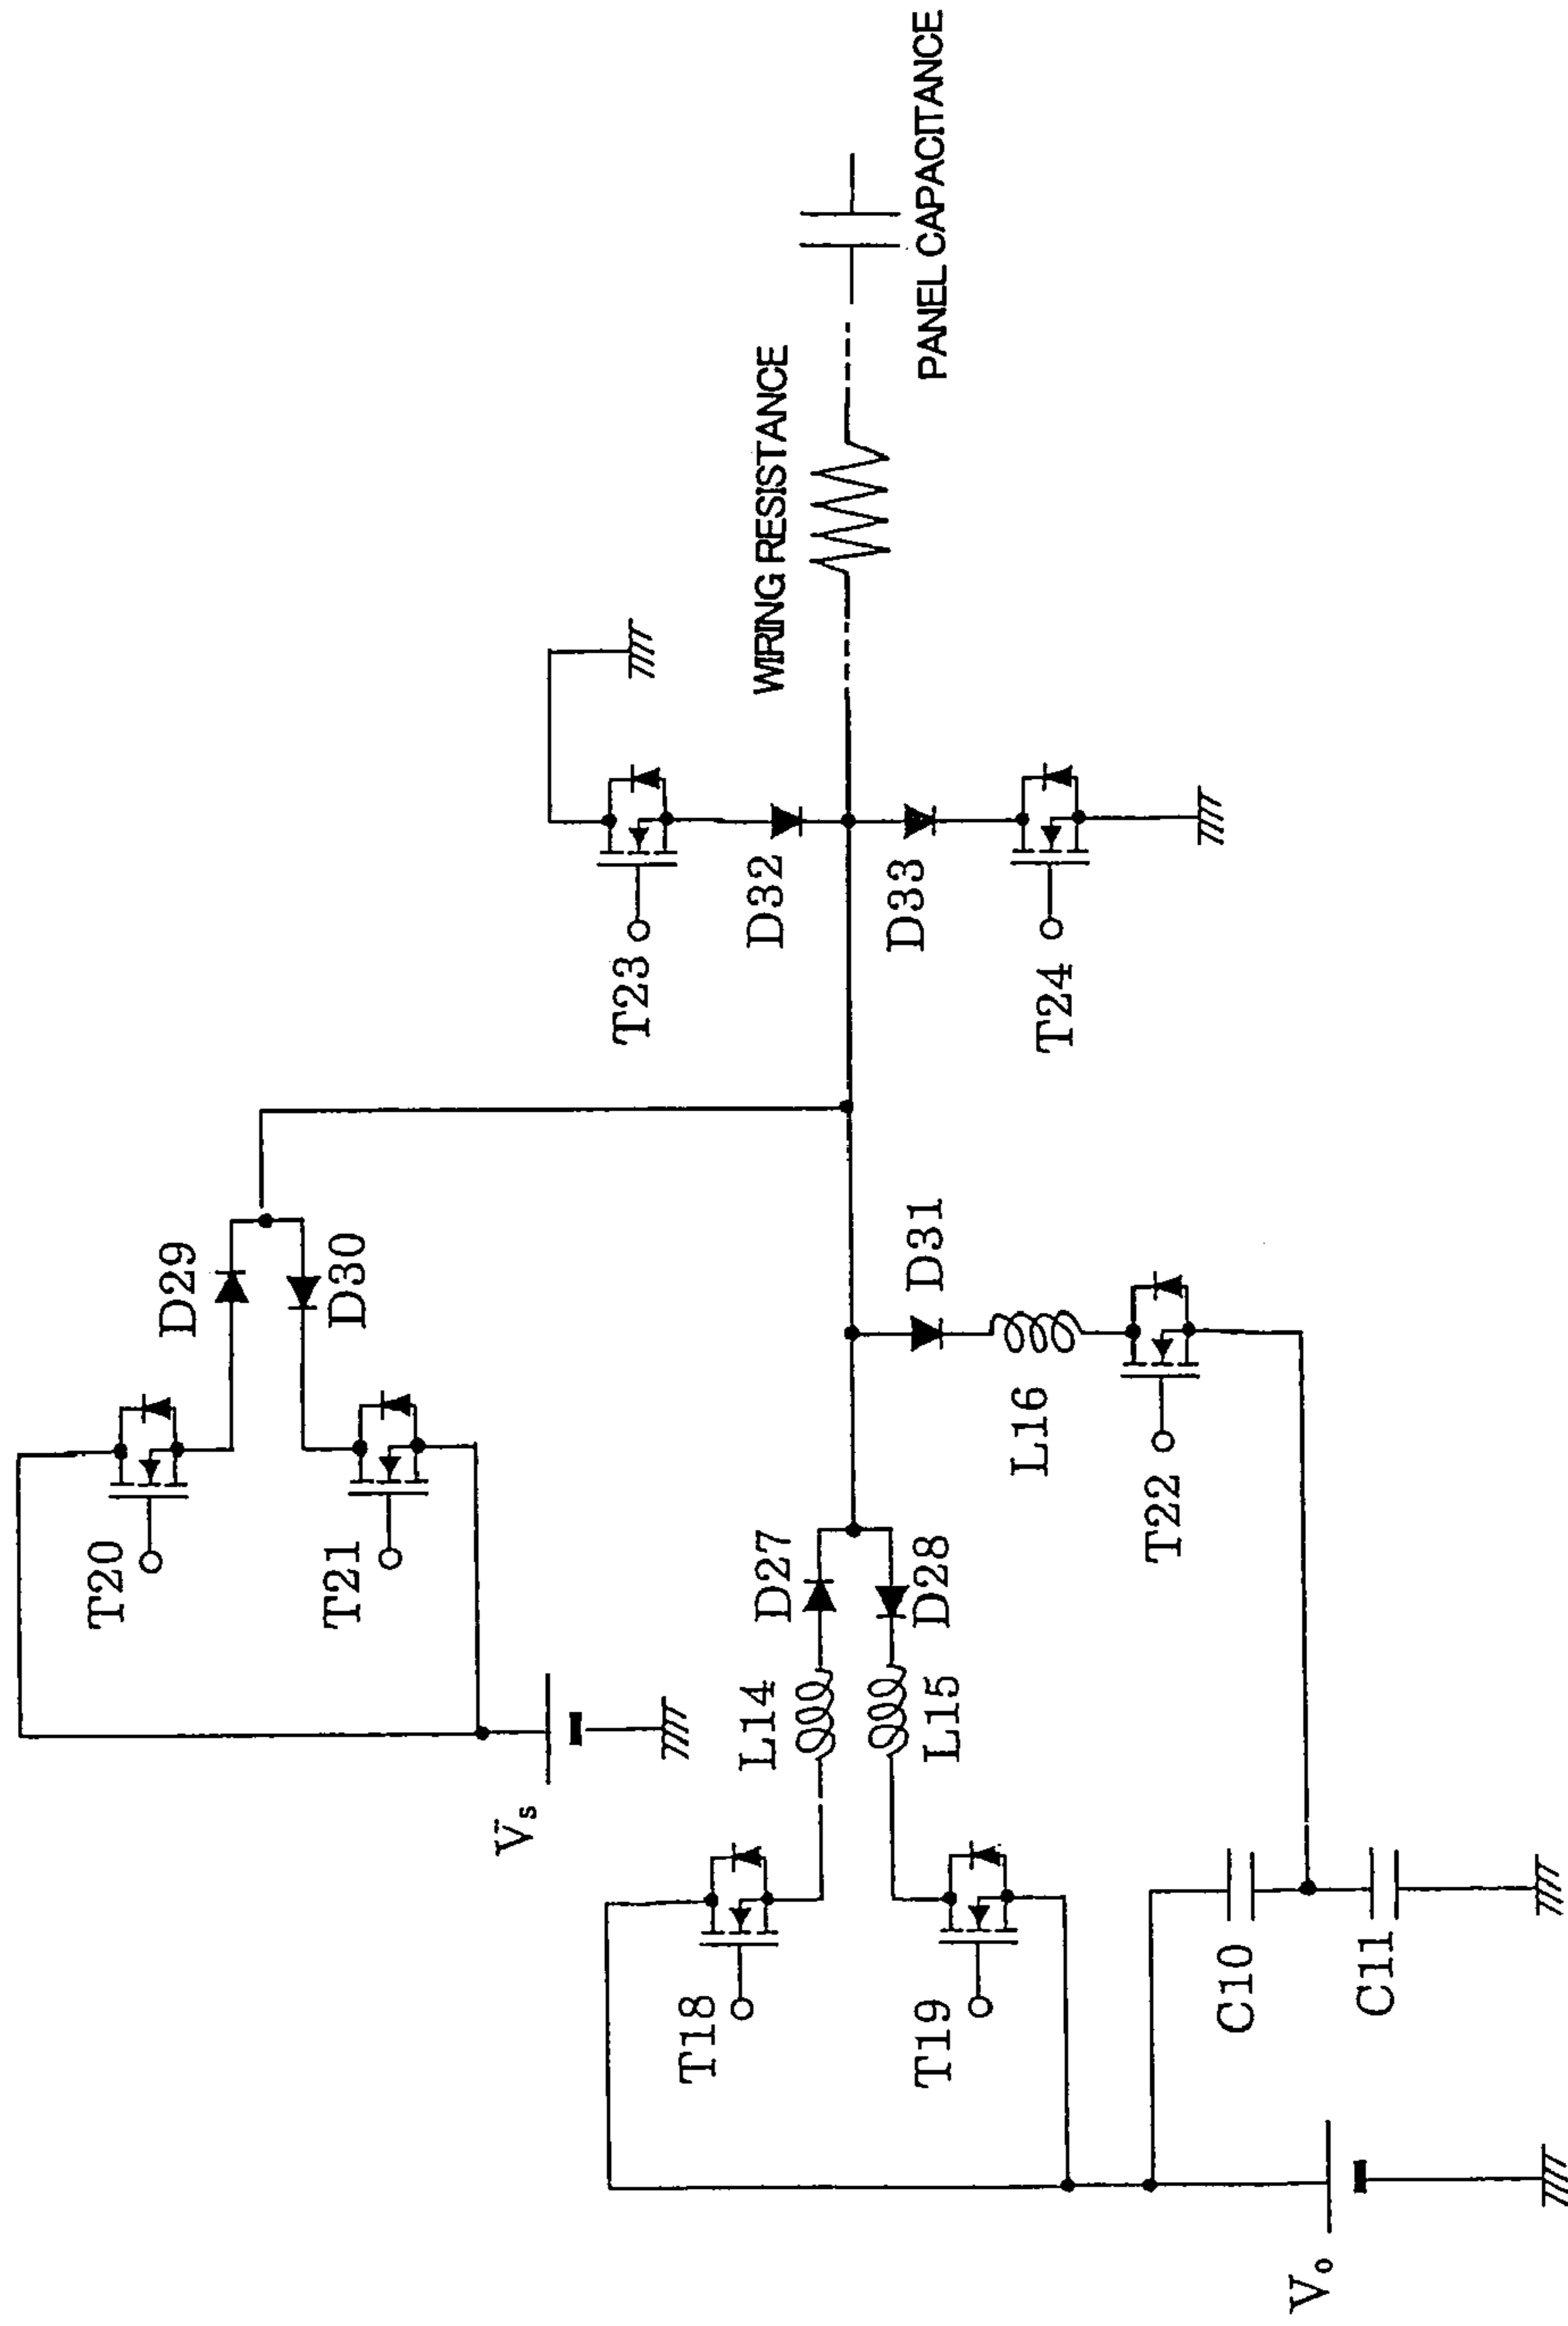 T20
D29
T21
D30
Vs
T18
L14
D27
T19
L15
D28
T23
D32
WIRING RESISTANCE
D33
T24
PANEL CAPACITANCE
D31
L16
T22
C10
C11
Vo